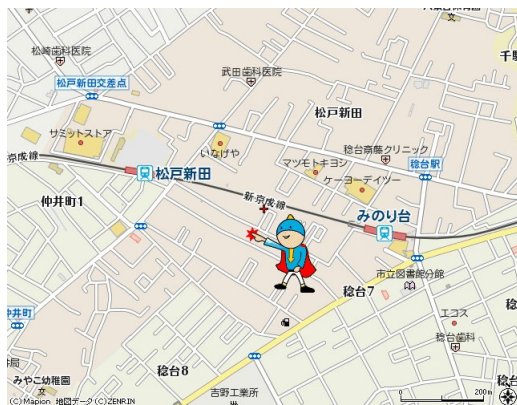 松崎歯科医院
武田歯科医院
松戸新田交差点
松戸新田
サミットストア
いなげや
マツモトキヨシ
稔台斎藤クリニック
稔台駅
ケーヨーデイツー
京成線
松戸新田
新京成線
仲井町1
みのり台
市立図書館分館
稔台7
仲井町
エコス
稔台歯科
稔台8
みやこ幼稚園
吉野工業所
200m
(C)Mapion 地図データ(C)ZENRIN